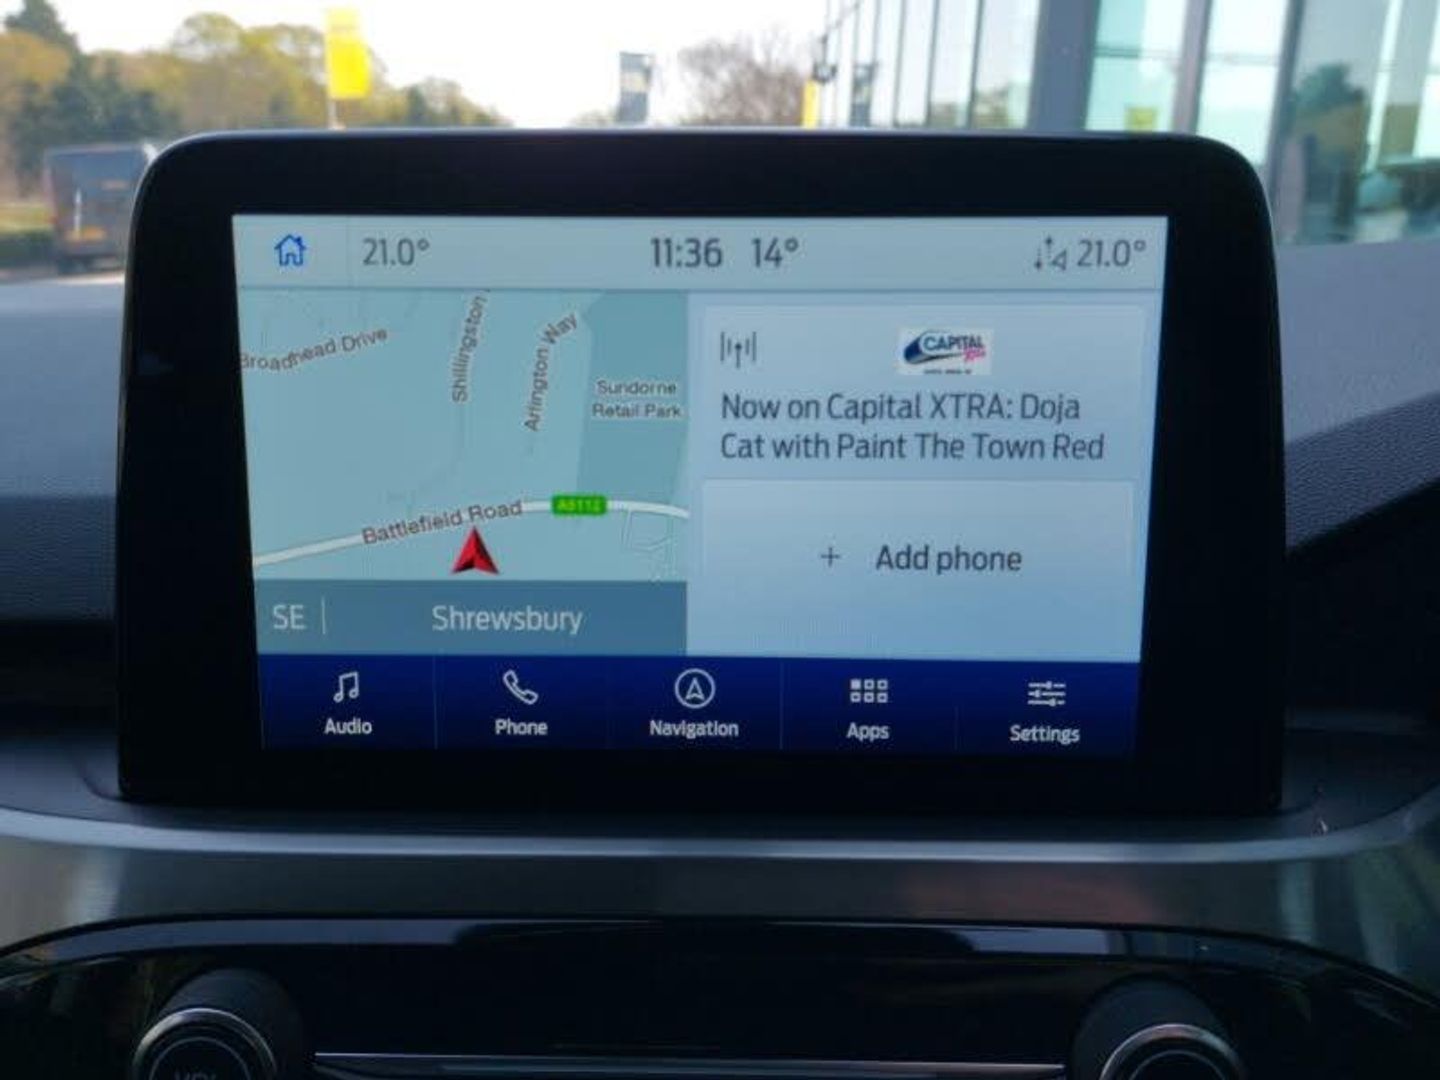 21.0°
11:36 14°
21.0°
Broadhead Drive
Shillingston
Arlington Way
Sundorne
Retail Park
Battlefield Road
A5112
SE
Shrewsbury
CAPITAL
Now on Capital XTRA: Doja
Cat with Paint The Town Red
+ Add phone
Audio
Phone
Navigation
Apps
Settings
VOL